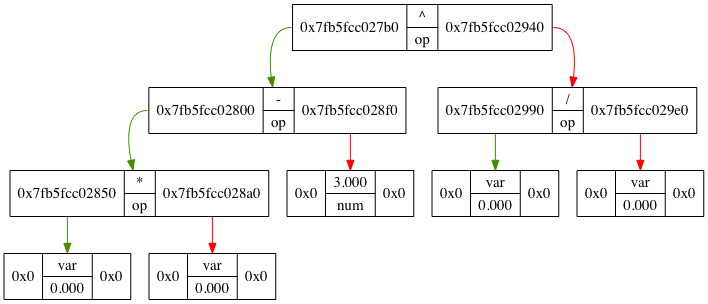 0x7fb5fcc027b0 ^ op 0x7fb5fcc02940
0x7fb5fcc02800 - op 0x7fb5fcc028f0
0x7fb5fcc02990 / op 0x7fb5fcc029e0
0x7fb5fcc02850 * op 0x7fb5fcc028a0
0x0 3.000 num 0x0
0x0 var 0.000 0x0
0x0 var 0.000 0x0
0x0 var 0.000 0x0
0x0 var 0.000 0x0